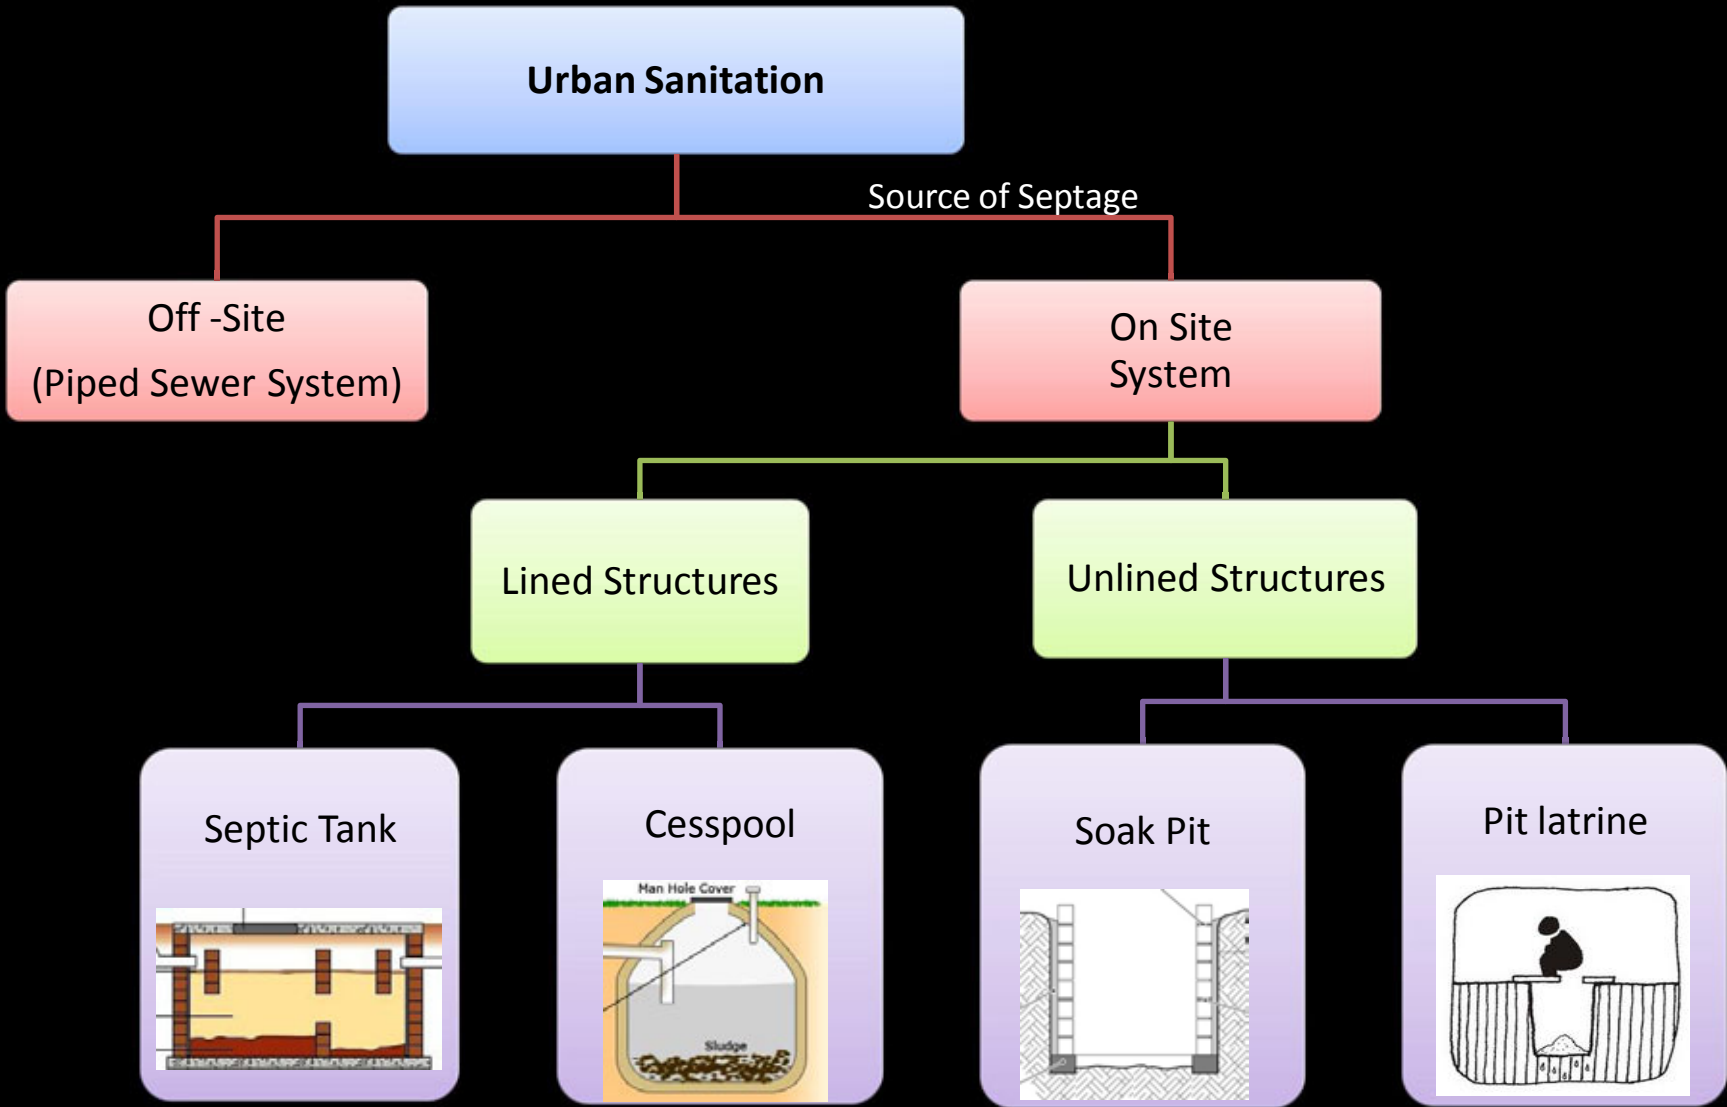 Urban Sanitation
Source of Septage
Off -Site
(Piped Sewer System)
On Site
System
Lined Structures
Unlined Structures
Septic Tank
Cesspool
Soak Pit
Pit latrine
Man Hole Cover
Sludge